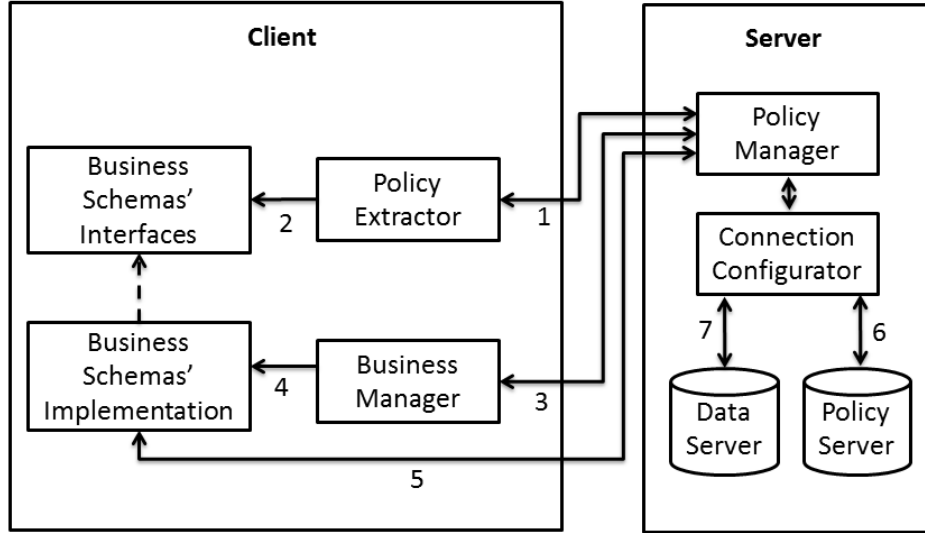 Client
Business
Schemas'
Interfaces
2
Policy
Extractor
1
Business
Schemas'
Implementation
4
Business
Manager
3
5
Server
Policy
Manager
Connection
Configurator
7
6
Data
Server
Policy
Server